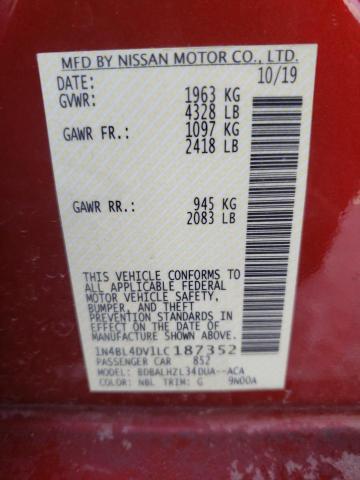 MFD BY NISSAN MOTOR CO., LTD.
DATE: 10/19
GVWR: 1963 KG
4328 LB
GAWR FR.: 1097 KG
2418 LB
GAWR RR.: 945 KG
2083 LB
THIS VEHICLE CONFORMS TO
ALL APPLICABLE FEDERAL
MOTOR VEHICLE SAFETY,
BUMPER, AND THEFT
PREVENTION STANDARDS IN
EFFECT ON THE DATE OF
MANUFACTURE SHOWN ABOVE.
1N4BL4DV1LC187352
PASSENGER CAR 852
MODEL: BDBALHZL34DUA--ACA
COLOR: NBL TRIM: G 9N00A